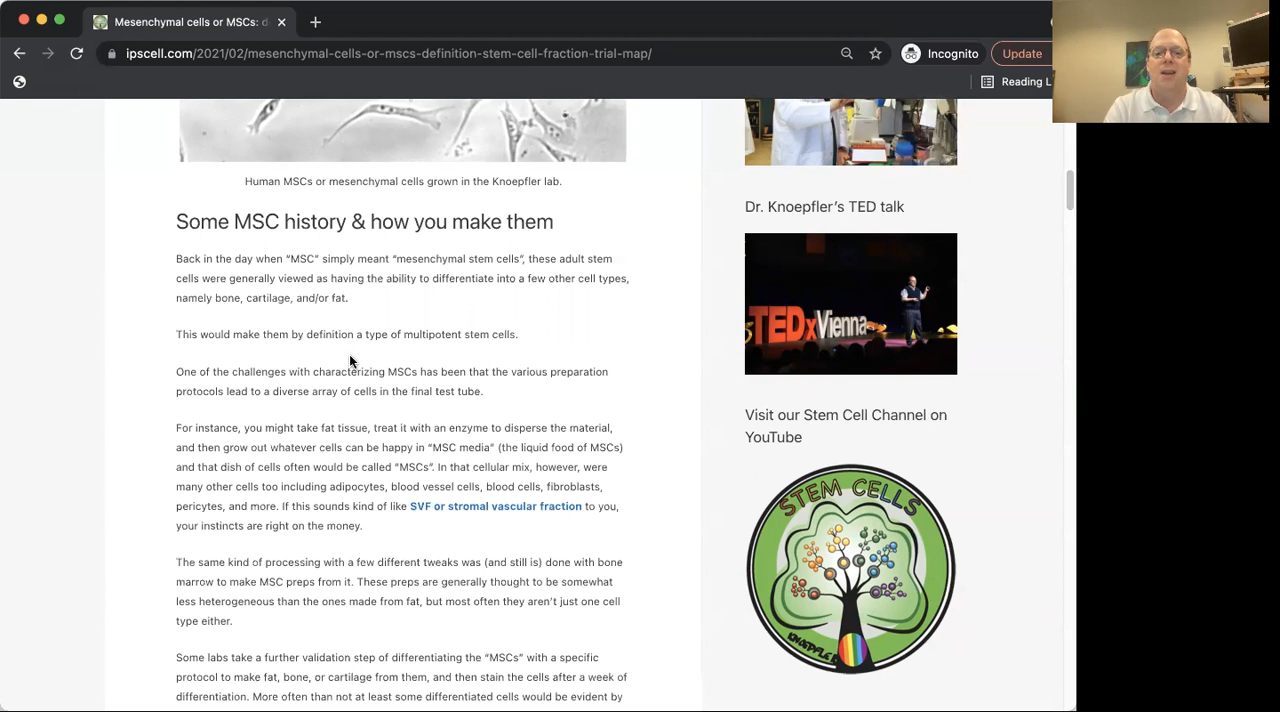 Mesenchymal cells or MSCs: d
ipscell.com/2021/02/mesenchymal-cells-or-mscs-definition-stem-cell-fraction-trial-map/
Incognito
Update
Reading L
Human MSCs or mesenchymal cells grown in the Knoepfler lab.
Some MSC history & how you make them
Back in the day when “MSC” simply meant “mesenchymal stem cells“, these adult stem
cells were generally viewed as having the ability to differentiate into a few other cell types,
namely bone, cartilage, and/or fat.
This would make them by definition a type of multipotent stem cells.
One of the challenges with characterizing MSCs has been that the various preparation
protocols lead to a diverse array of cells in the final test tube.
For instance, you might take fat tissue, treat it with an enzyme to disperse the material,
and then grow out whatever cells can be happy in “MSC media” (the liquid food of MSCs)
and that dish of cells often would be called “MSCs”. In that cellular mix, however, were
many other cells too including adipocytes, blood vessel cells, blood cells, fibroblasts,
pericytes, and more. If this sounds kind of like SVF or stromal vascular fraction to you,
your instincts are right on the money.
The same kind of processing with a few different tweaks was (and still is) done with bone
marrow to make MSC preps from it. These preps are generally thought to be somewhat
less heterogeneous than the ones made from fat, but most often they aren't just one cell
type either.
Some labs take a further validation step of differentiating the “MSCs” with a specific
protocol to make fat, bone, or cartilage from them, and then stain the cells after a week of
differentiation. More often than not at least some differentiated cells would be evident by
Dr. Knoepfler’s TED talk
TEDxVienna
Visit our Stem Cell Channel on
YouTube
STEM CELLS